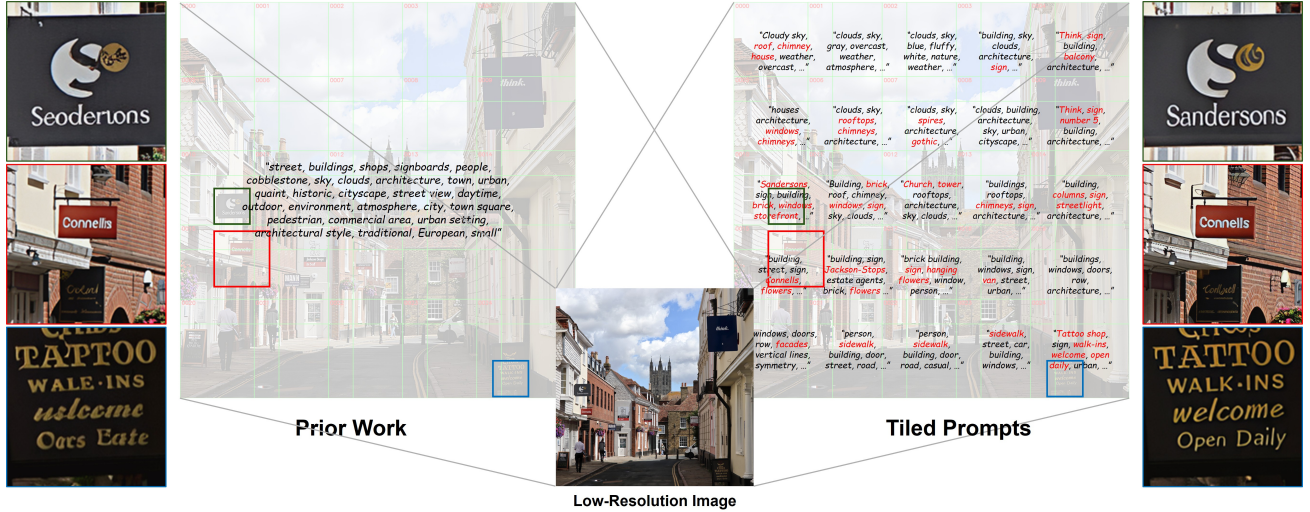 Seodertons
Connells
TATTOO
WALE·INS
uslceme
Oars Eate
think.
"street, buildings, shops, signboards, people,
cobblestone, sky, clouds, architecture, town, urban,
quaint, historic, cityscape, street view, daytime,
outdoor, environment, atmosphere, city, town square,
pedestrian, commercial area, urban setting,
architectural style, traditional, European, small"
Prior Work
think.
Low-Resolution Image
"Cloudy sky,
roof, chimney,
house, weather,
overcast, ..."
"clouds, sky,
gray, overcast,
weather,
atmosphere, ..."
"clouds, sky,
blue, fluffy,
white, nature,
weather, ..."
"building, sky,
clouds,
architecture,
sign, ..."
"Think, sign,
building,
balcony,
architecture, ..."
"houses
architecture,
windows,
chimneys, ..."
"clouds, sky,
rooftops,
chimneys,
architecture, ..."
"clouds, sky,
spires,
architecture,
gothic, ..."
"clouds, building,
architecture,
sky, urban,
cityscape, ..."
"Think, sign,
number 5,
building,
architecture, ..."
"Sandersons,
sign, building,
brick, windows,
storefront, ..."
"Building, brick,
roof, chimney,
windows, sign,
sky, clouds, ..."
"Church, tower,
rooftops,
architecture,
sky, clouds, ..."
"buildings,
rooftops,
chimneys, sign,
architecture, ..."
"building,
columns, sign,
streetlight,
architecture, ..."
"building,
street, sign,
Connells,
flowers, ..."
"building, sign,
Jackson-Stops,
estate agents,
brick, flowers ..."
"brick building,
sign, hanging
flowers, window,
person, ..."
"building,
windows, sign,
van, street,
urban, ..."
"buildings,
windows, doors,
row,
architecture, ..."
windows, doors,
row, facades,
vertical lines,
symmetry, ..."
"person,
sidewalk,
building, door,
street, road, ..."
"person,
sidewalk,
building, door,
road, casual, ..."
"sidewalk,
street, car,
building,
windows, ..."
"Tattoo shop,
sign, walk-ins,
welcome, open
daily, urban, ..."
Tiled Prompts
Sandersons
Connells
TATTOO
WALK·INS
welcome
Open Daily